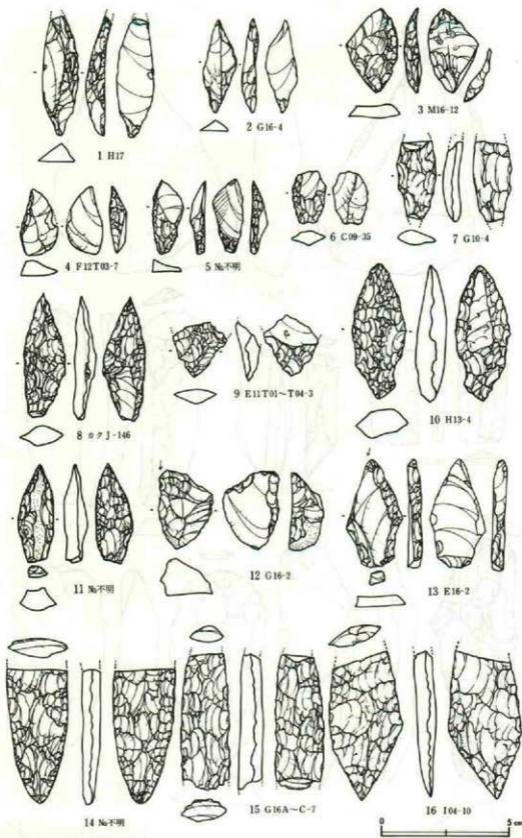 1 H17
2 G16-4
3 M16-12
4 F12T03-7
5 №不明
6 C09-35
7 G10-4
8 カクJ-146
9 E11T01~T04-3
10 H13-4
11 №不明
12 G16-2
13 E16-2
14 №不明
15 G16A~C-7
16 I04-10
0 5cm